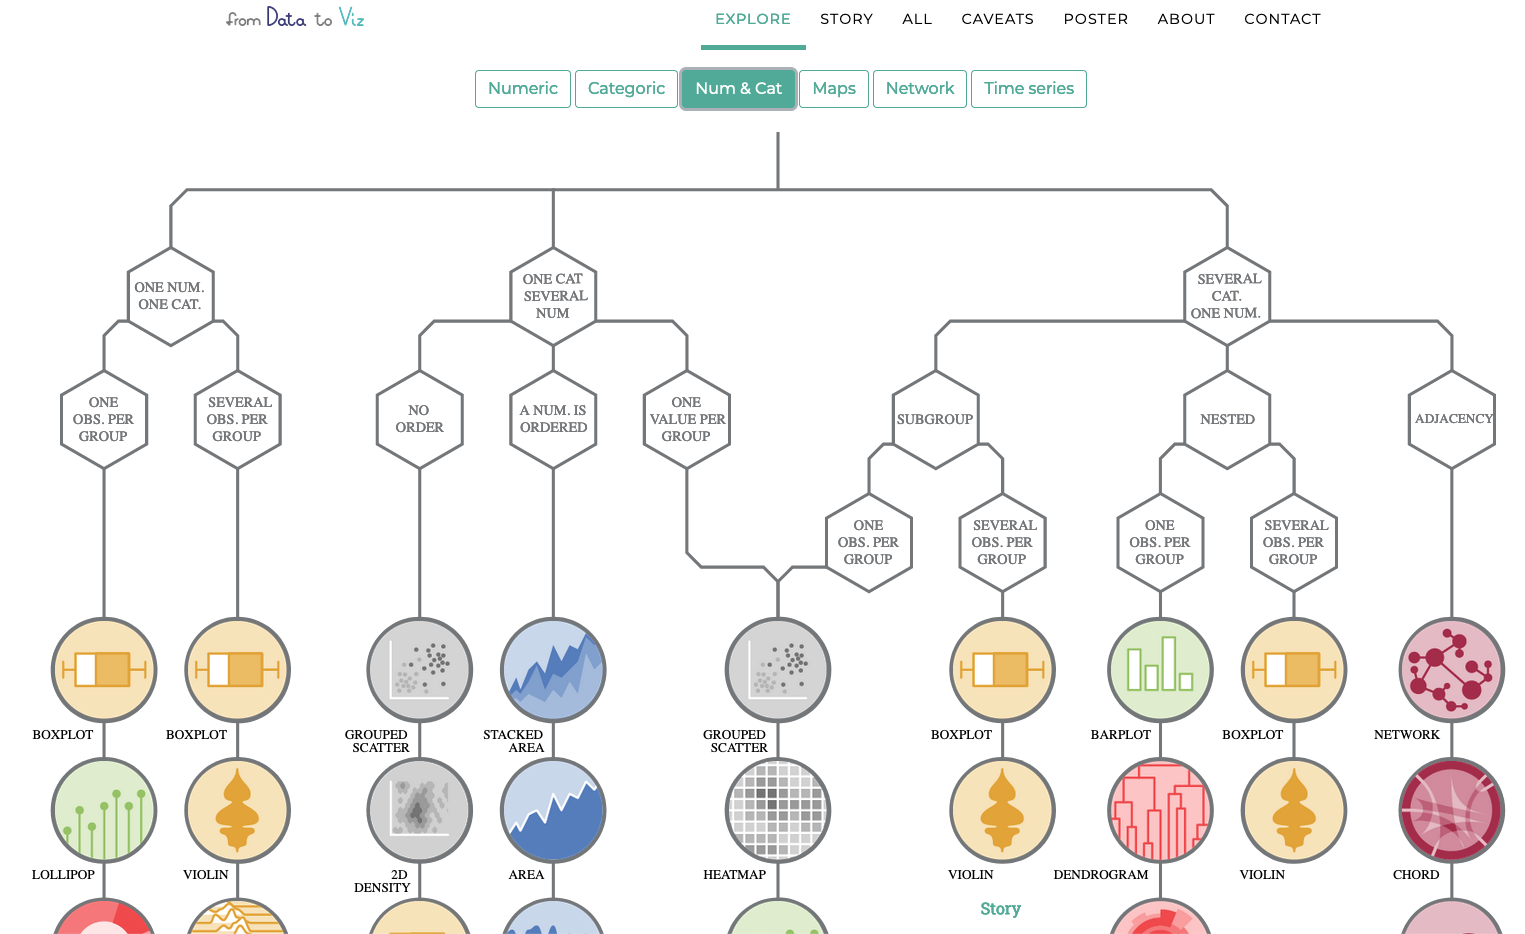 from Data to Viz
EXPLORE
STORY
ALL
CAVEATS
POSTER
ABOUT
CONTACT
Numeric
Categoric
Num & Cat
Maps
Network
Time series
ONE NUM.
ONE CAT.
ONE CAT
SEVERAL
NUM
SEVERAL
CAT.
ONE NUM.
ONE
OBS. PER
GROUP
SEVERAL
OBS. PER
GROUP
NO
ORDER
A NUM. IS
ORDERED
ONE
VALUE PER
GROUP
SUBGROUP
NESTED
ADJACENCY
ONE
OBS. PER
GROUP
SEVERAL
OBS. PER
GROUP
ONE
OBS. PER
GROUP
SEVERAL
OBS. PER
GROUP
BOXPLOT
BOXPLOT
GROUPED
SCATTER
STACKED
AREA
GROUPED
SCATTER
BOXPLOT
BARPLOT
BOXPLOT
NETWORK
LOLLIPOP
VIOLIN
2D
DENSITY
AREA
HEATMAP
VIOLIN
DENDROGRAM
VIOLIN
CHORD
Story